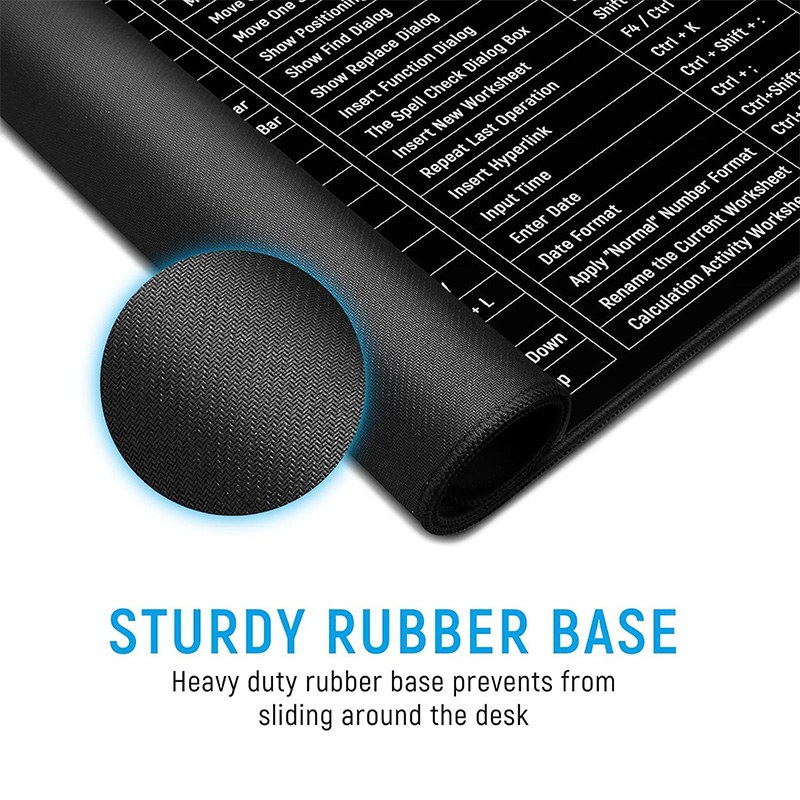 Move
Move One
Show Positioning
Show Find Dialog
Show Replace Dialog
Insert Function Dialog
The Spell Check Dialog Box
Insert New Worksheet
Repeat Last Operation
Insert Hyperlink
Input Time
Enter Date
Date Format
Apply "Normal" Number Format
Rename the Current Worksheet
Calculation Activity
Shift
F4 / Ctrl
Ctrl + K
Ctrl + Shift + :
Ctrl + ;
Ctrl+Shift+
Bar
+ L
Down
STURDY RUBBER BASE
Heavy duty rubber base prevents from
sliding around the desk